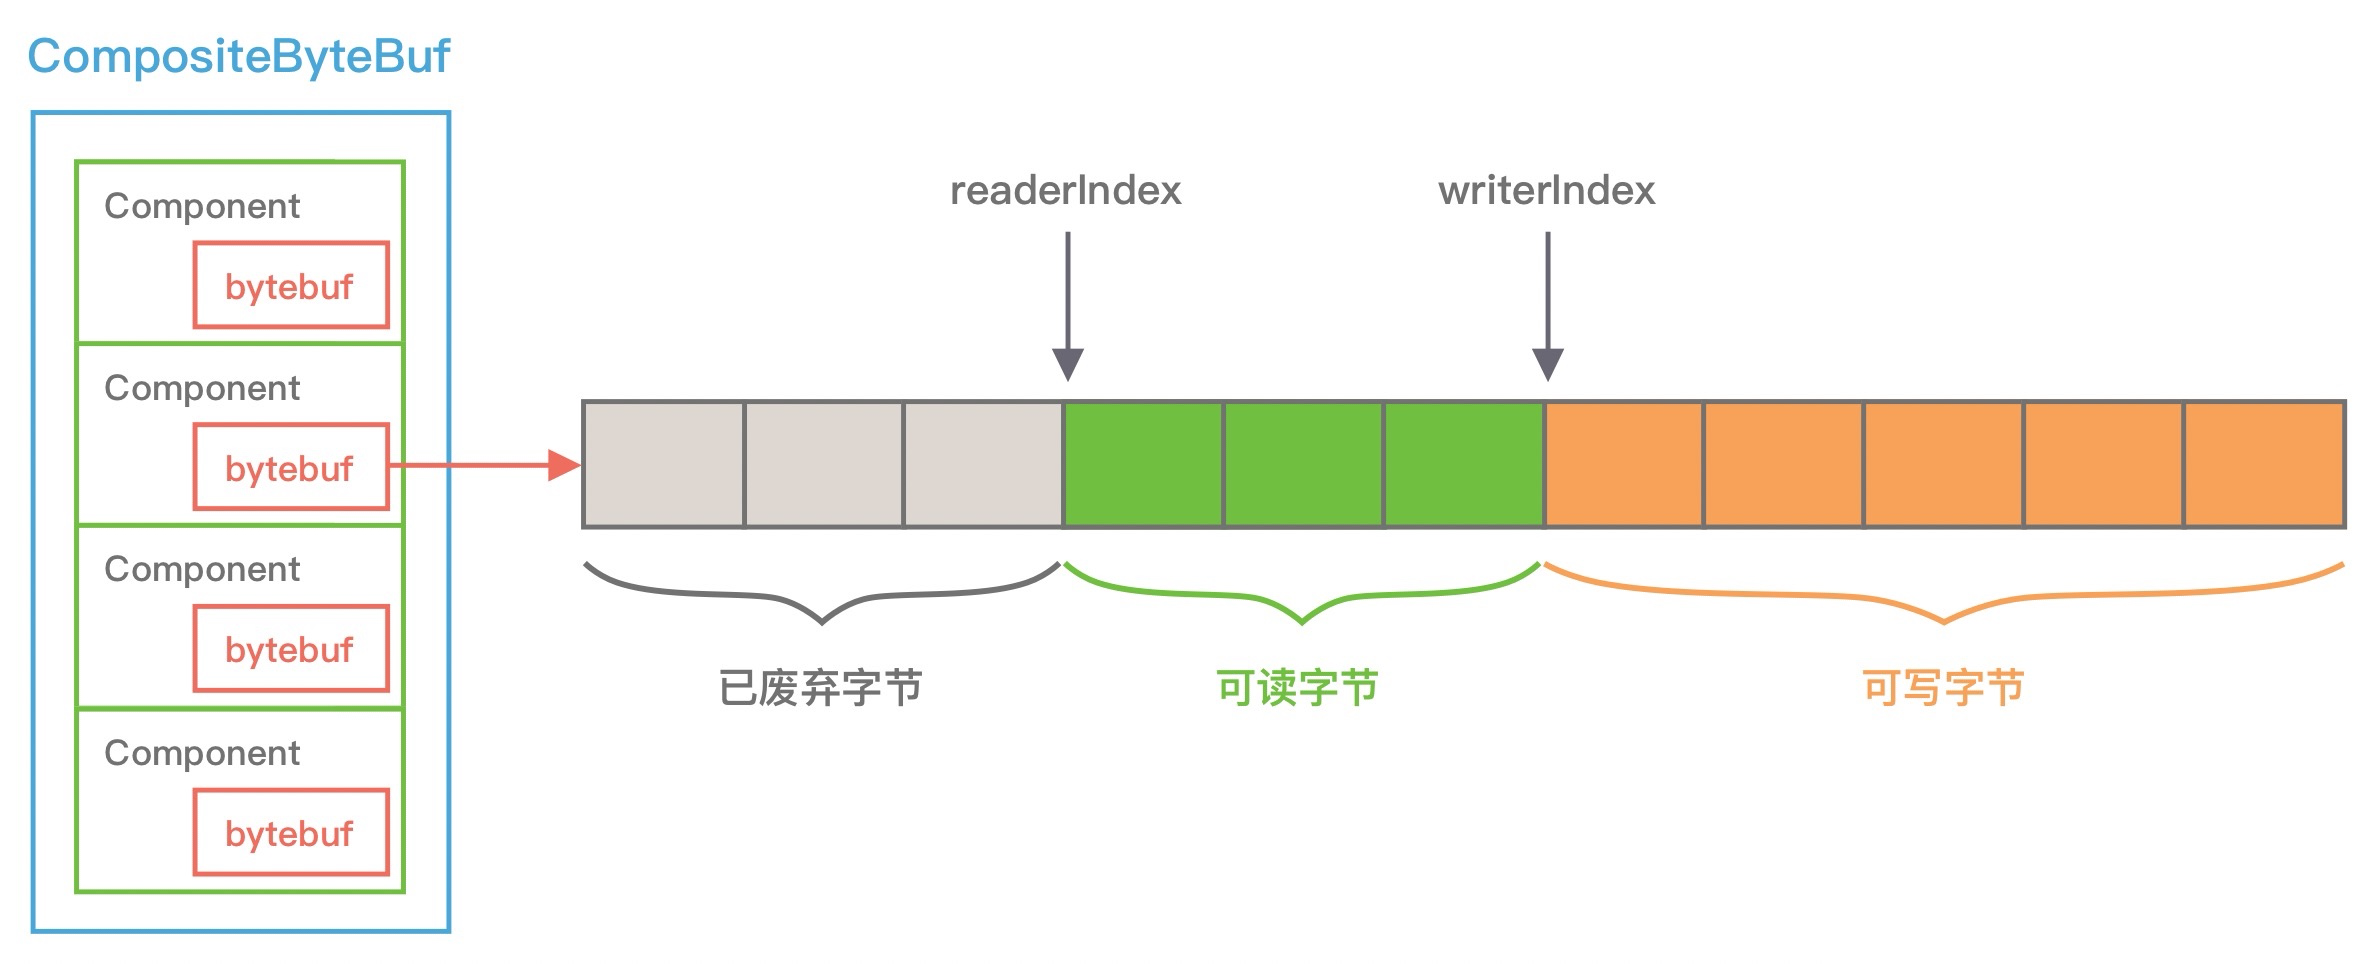 CompositeByteBuf
Component
bytebuf
Component
bytebuf
Component
bytebuf
Component
bytebuf
readerIndex
writerIndex
已废弃字节
可读字节
可写字节